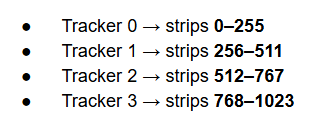 ● Tracker 0 → strips 0–255
● Tracker 1 → strips 256–511
● Tracker 2 → strips 512–767
● Tracker 3 → strips 768–1023